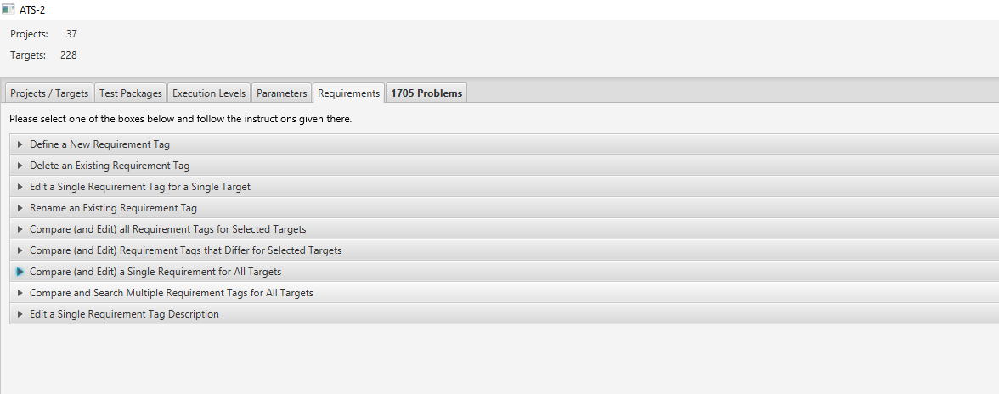 ATS-2
Projects: 37
Targets: 228
Projects / Targets Test Packages Execution Levels Parameters Requirements 1705 Problems
Please select one of the boxes below and follow the instructions given there.
Define a New Requirement Tag
Delete an Existing Requirement Tag
Edit a Single Requirement Tag for a Single Target
Rename an Existing Requirement Tag
Compare (and Edit) all Requirement Tags for Selected Targets
Compare (and Edit) Requirement Tags that Differ for Selected Targets
Compare (and Edit) a Single Requirement for All Targets
Compare and Search Multiple Requirement Tags for All Targets
Edit a Single Requirement Tag Description